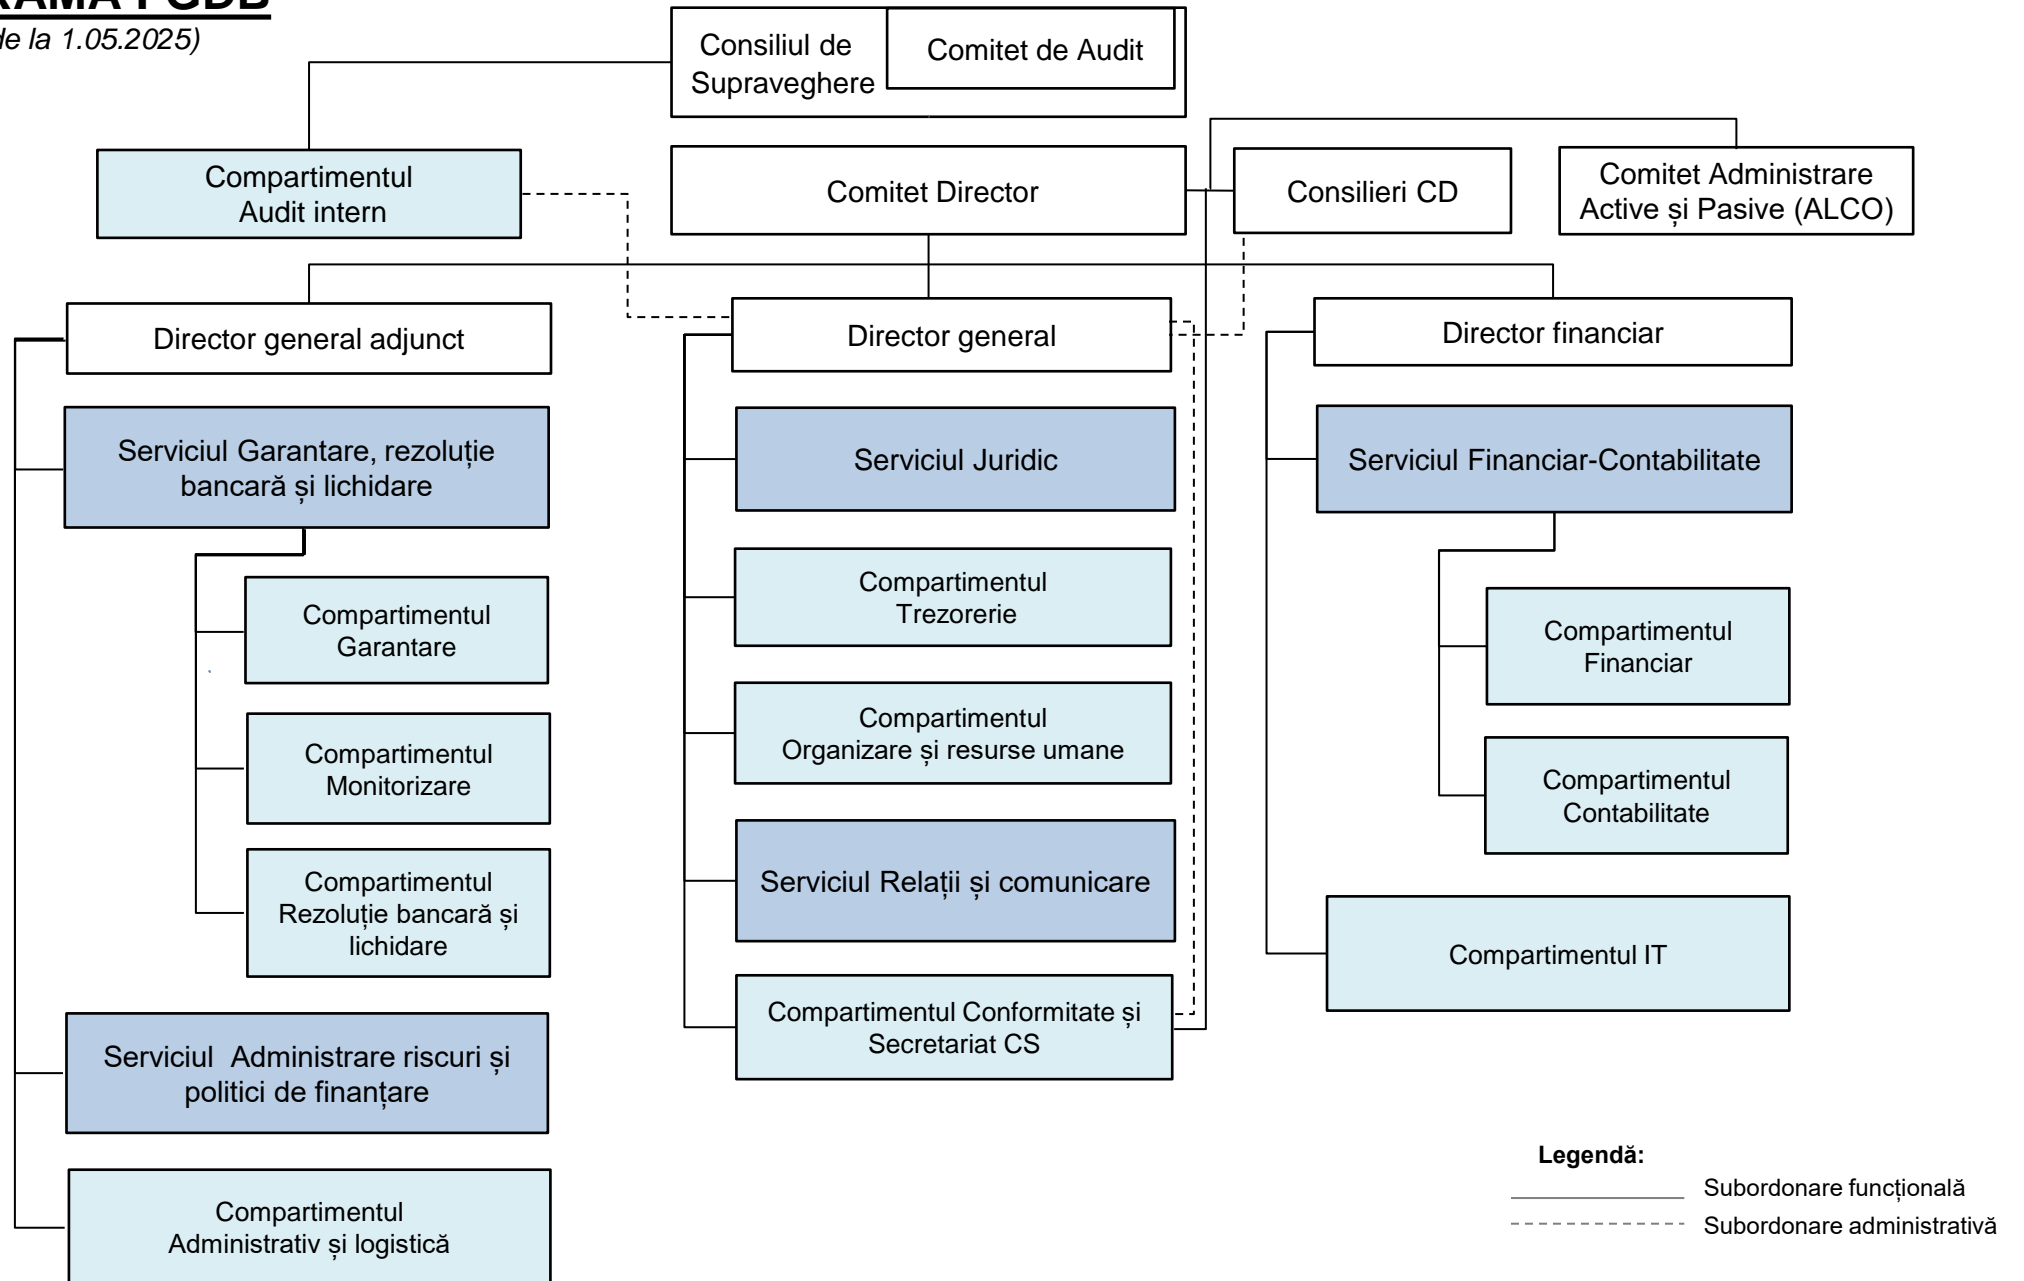 RAMA FGDB
de la 1.05.2025)
Consiliul de
Supraveghere
Comitet de Audit
Compartimentul
Audit intern
Comitet Director
Consilieri CD
Comitet Administrare
Active și Pasive (ALCO)
Director general adjunct
Director general
Director financiar
Serviciul Garantare, rezoluție
bancară și lichidare
Serviciul Juridic
Serviciul Financiar-Contabilitate
Compartimentul
Garantare
Compartimentul
Trezorerie
Compartimentul
Financiar
Compartimentul
Monitorizare
Compartimentul
Organizare și resurse umane
Compartimentul
Contabilitate
Compartimentul
Rezoluție bancară și
lichidare
Serviciul Relații și comunicare
Compartimentul IT
Serviciul  Administrare riscuri și
politici de finanțare
Compartimentul Conformitate și
Secretariat CS
Compartimentul
Administrativ și logistică
Legendă:
Subordonare funcțională
Subordonare administrativă